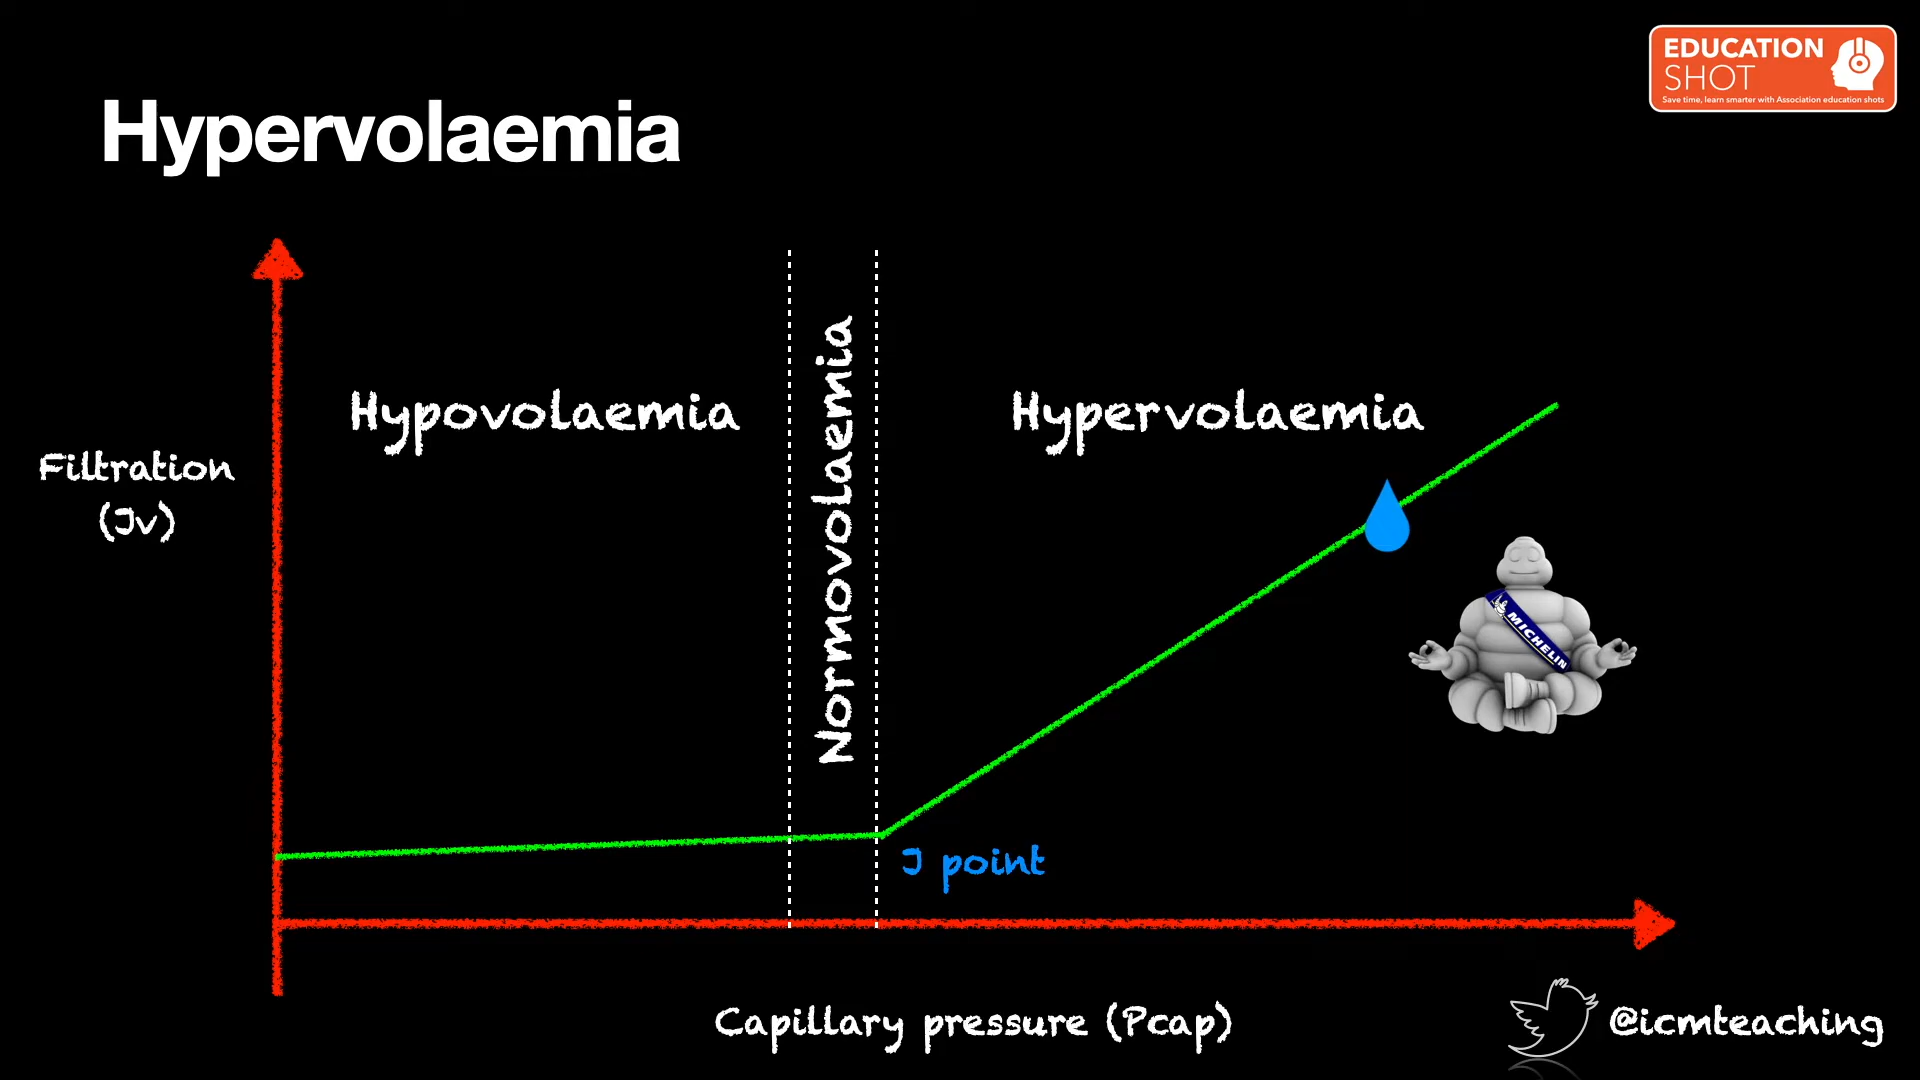 EDUCATION
SHOT
Save time, learn smarter with Association education shots
Hypervolaemia
Hypovolaemia
Normovolaemia
Hypervolaemia
Filtration
(Jv)
MICHELIN
J point
Capillary pressure (Pcap)
@icmteaching